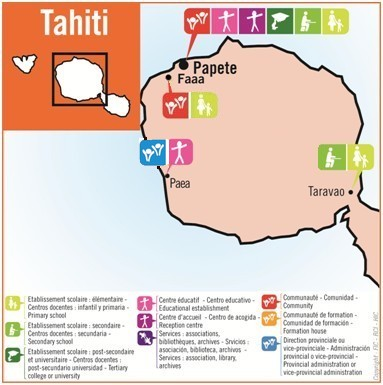 Tahiti
Papete
Faaa
Paea
Taravao
Etablissement scolaire : élémentaire -
Centros docentes : infantil y primaria -
Primary school
Etablissement scolaire : secondaire -
Centros docentes : secundaria -
Secondary school
Etablissement scolaire : post-secondaire
et universitaire - Centros docentes :
post-secundario universidad - Tertiary
college or university
Centre éducatif - Centro educativo -
Educational establishment
Centre d'accueil - Centro de acogida -
Reception centre
Services : associations,
bibliothèques, archives - Srvicios :
asociación, biblioteca, archivos -
Services : association, library,
archives
Communauté - Comunidad -
Community
Communauté de formation -
Comunidad de formación -
Formation house
Direction provinciale ou
vice-provinciale - Administración
provincial o vice-provincial -
Provincial administration or
vice-provincial administration